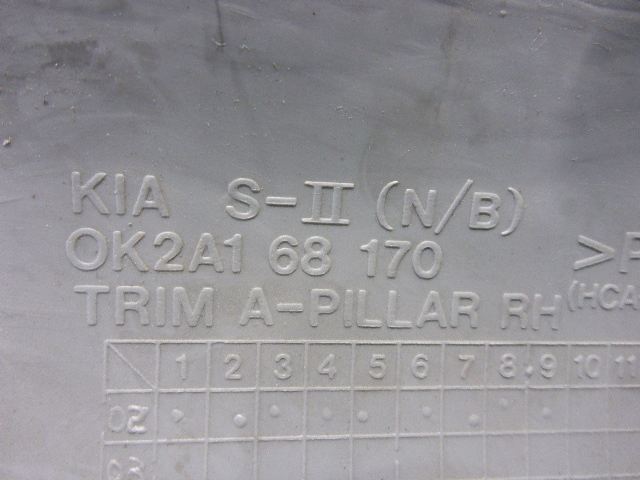 KIA S-II (N/B)
OK2A1 68 170 >P
TRIM A-PILLAR RH (HCA
1 2 3 4 5 6 7 8 9 10 11
02